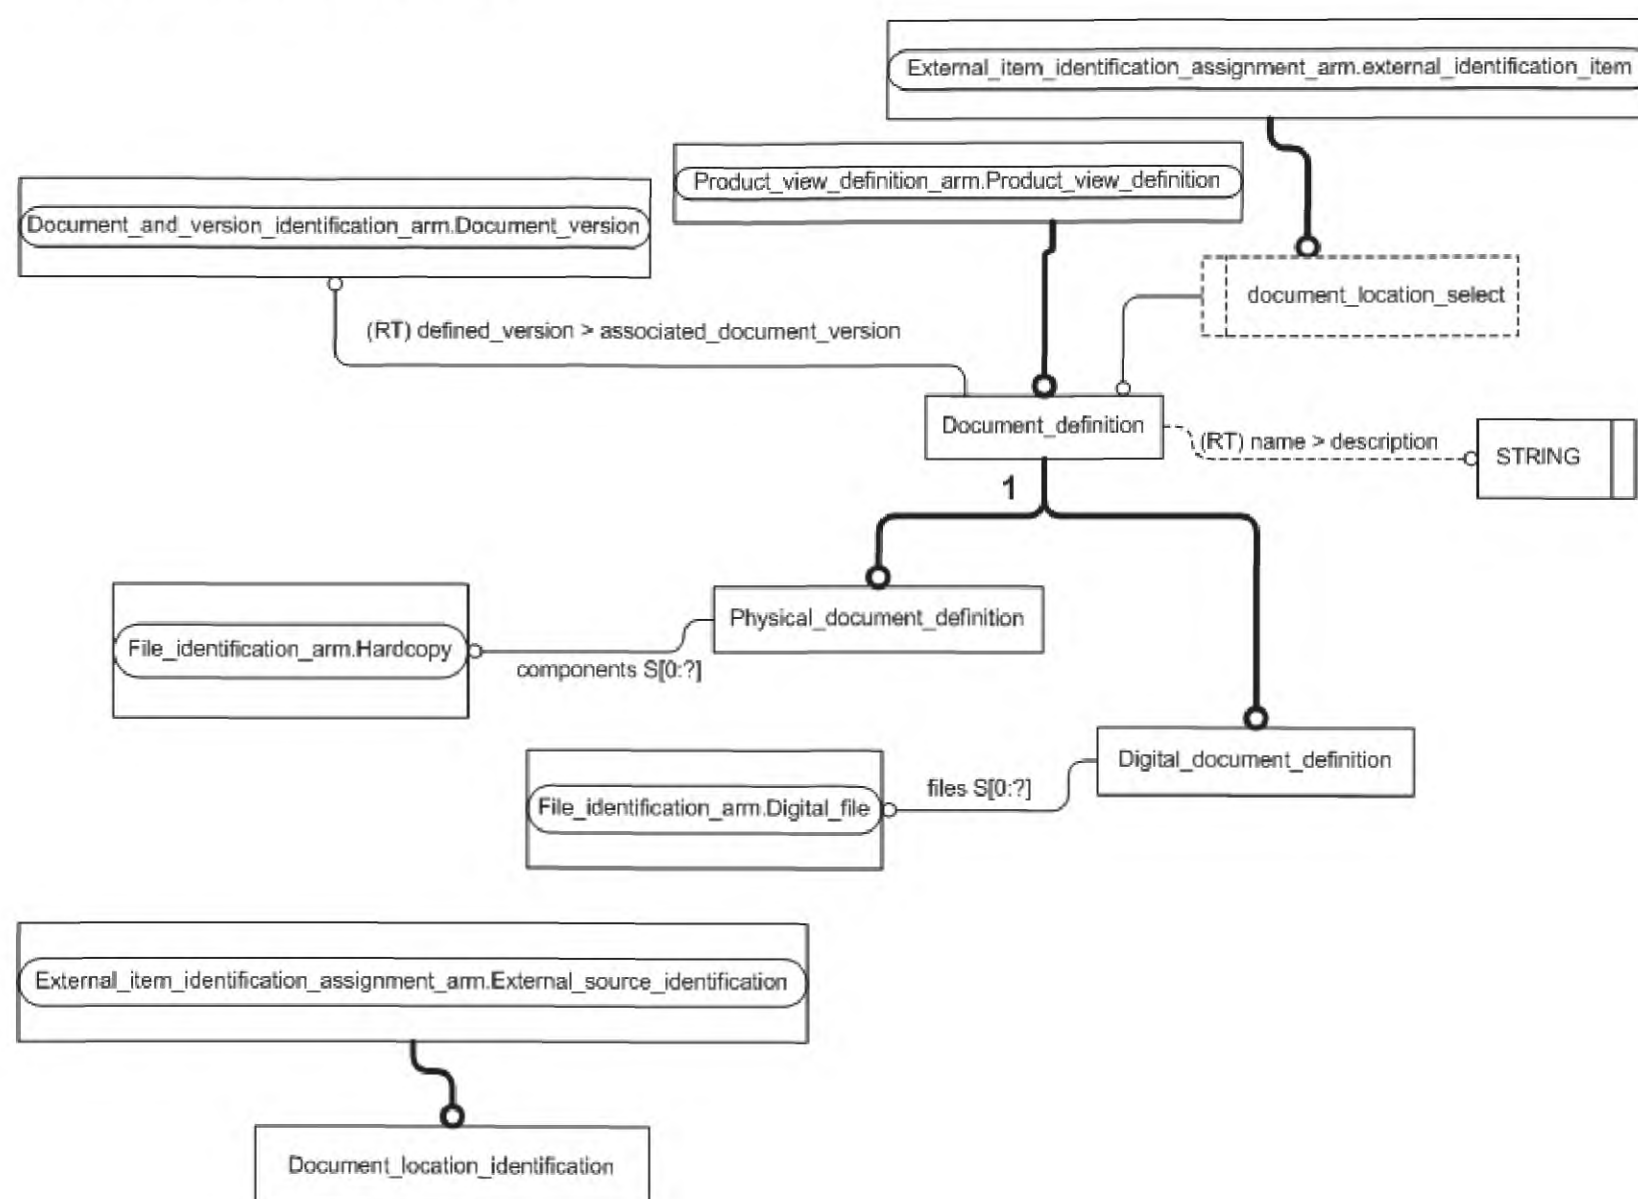 External_item_identification_assignment_arm.external_identification_item
Product_view_definition_arm.Product_view_definition
Document_and_version_identification_arm.Document_version
document_location_select
(RT) defined_version > associated_document_version
Document_definition
(RT) name > description
STRING
1
Physical_document_definition
File_identification_arm.Hardcopy
components S[0:?]
Digital_document_definition
files S[0:?]
File_identification_arm.Digital_file
External_item_identification_assignment_arm.External_source_identification
Document_location_identification